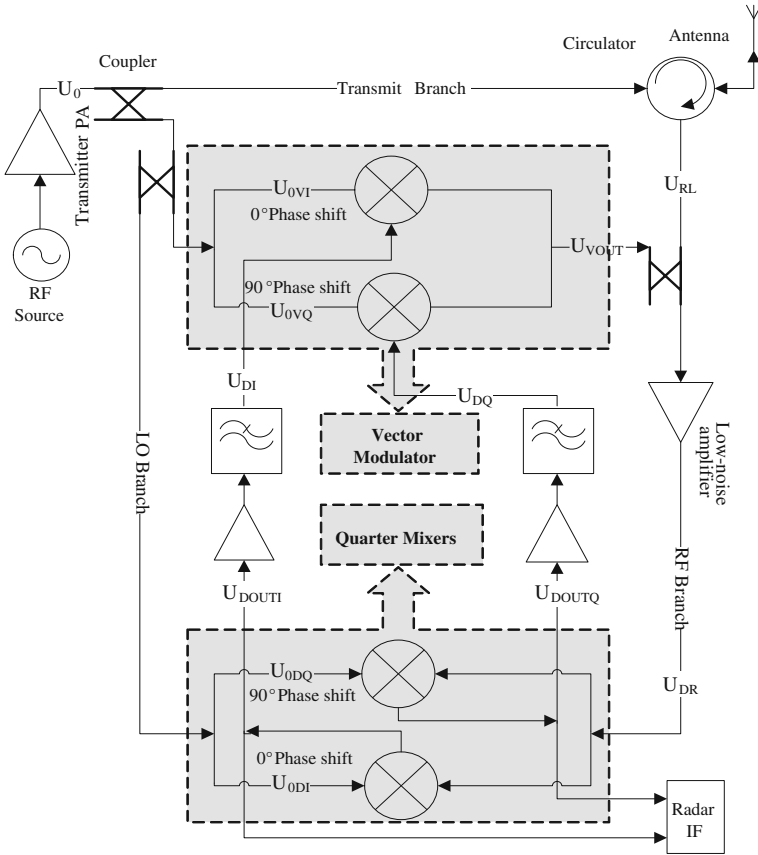 Antenna
Circulator
Coupler
U0
Transmit Branch
Transmitter PA
URL
U0VI
0°Phase shift
UVOUT
90°Phase shift
U0VQ
RF
Source
UDI
UDQ
Vector
Modulator
LO Branch
Low-noise
amplifier
Quarter Mixers
UDOUTI
UDOUTQ
RF Branch
U0DQ
90°Phase shift
UDR
0°Phase shift
U0DI
Radar
IF